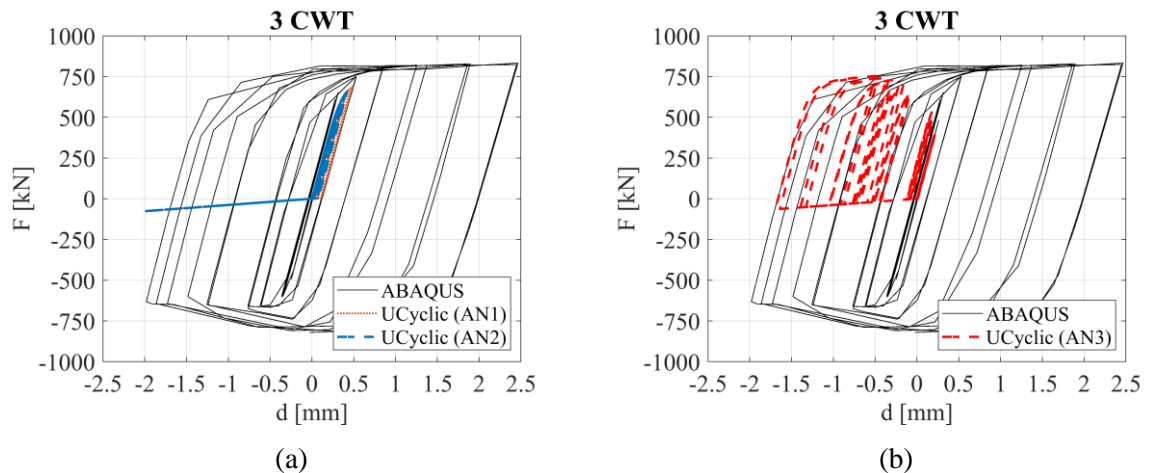 3 CWT
1000
750
500
250
0
-250
-500
-750
-1000
F [kN]
ABAQUS
UCyclic (AN1)
UCyclic (AN2)
-2.5 -2 -1.5 -1 -0.5 0 0.5 1 1.5 2 2.5
d [mm]
(a)
3 CWT
1000
750
500
250
0
-250
-500
-750
-1000
F [kN]
ABAQUS
UCyclic (AN3)
-2.5 -2 -1.5 -1 -0.5 0 0.5 1 1.5 2 2.5
d [mm]
(b)